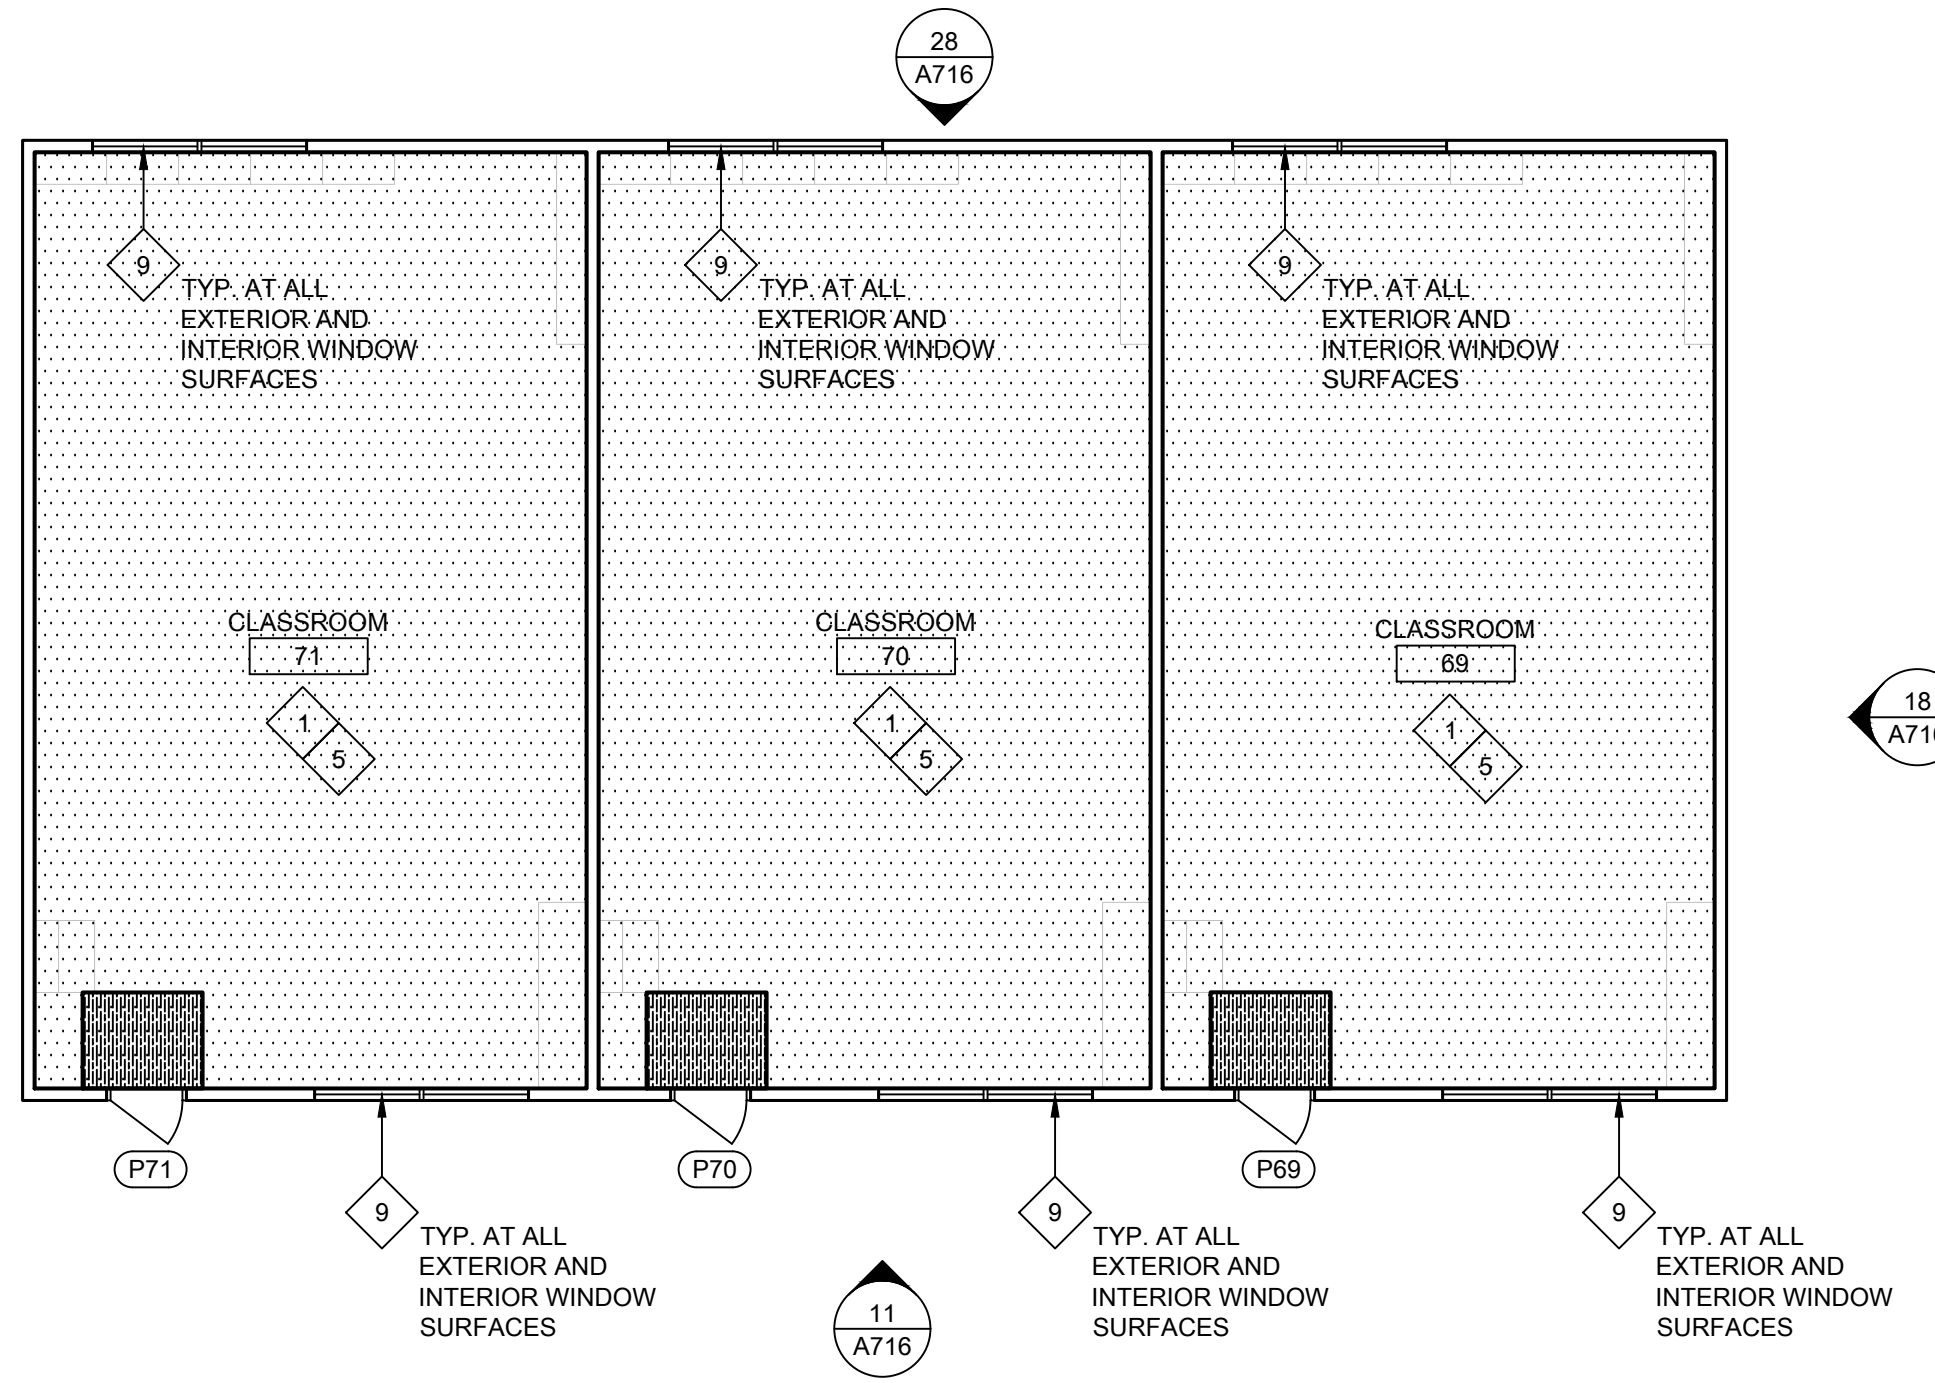 28
A716
9
TYP. AT ALL
EXTERIOR AND
INTERIOR WINDOW
SURFACES
9
TYP. AT ALL
EXTERIOR AND
INTERIOR WINDOW
SURFACES
9
TYP. AT ALL
EXTERIOR AND
INTERIOR WINDOW
SURFACES
CLASSROOM
71
1
5
CLASSROOM
70
1
5
CLASSROOM
69
1
5
18
P71
P70
P69
9
TYP. AT ALL
EXTERIOR AND
INTERIOR WINDOW
SURFACES
9
TYP. AT ALL
EXTERIOR AND
INTERIOR WINDOW
SURFACES
9
TYP. AT ALL
EXTERIOR AND
INTERIOR WINDOW
SURFACES
11
A716